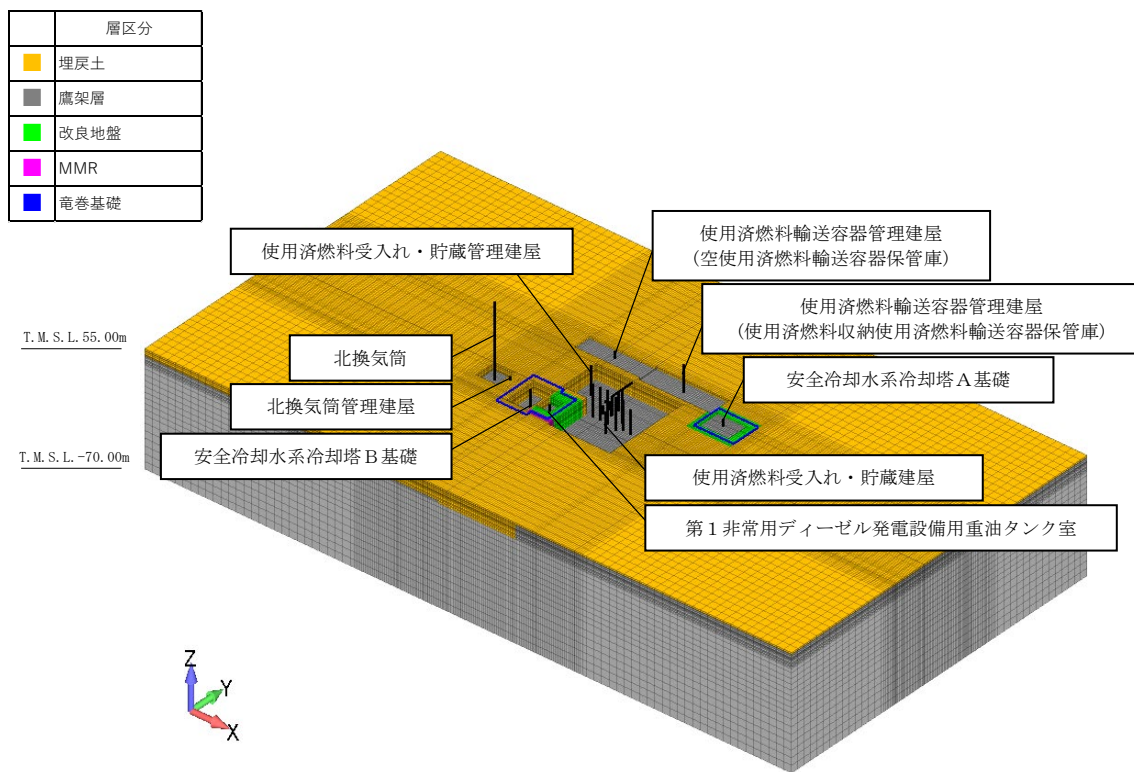 層区分
埋戻土
鷹架層
改良地盤
MMR
竜巻基礎
使用済燃料輸送容器管理建屋
(空使用済燃料輸送容器保管庫)
使用済燃料受入れ・貯蔵管理建屋
使用済燃料輸送容器管理建屋
(使用済燃料収納使用済燃料輸送容器保管庫)
T.M.S.L.55.00m
北換気筒
安全冷却水系冷却塔A基礎
北換気筒管理建屋
安全冷却水系冷却塔B基礎
T.M.S.L.-70.00m
使用済燃料受入れ・貯蔵建屋
第1非常用ディーゼル発電設備用重油タンク室
Z
Y
X